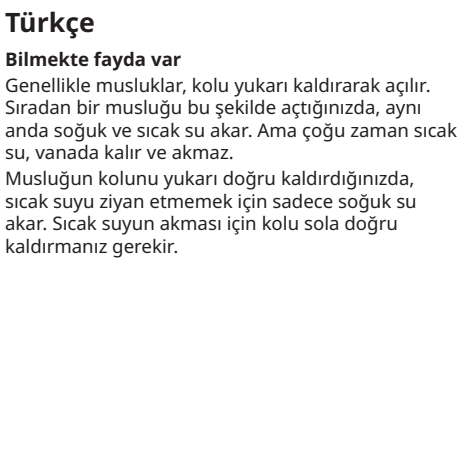 Türkçe
Bilmekte fayda var
Genellikle musluklar, kolu yukarı kaldırarak açılır.
Sıradan bir musluğu bu şekilde açtığınızda, aynı
anda soğuk ve sıcak su akar. Ama çoğu zaman sıcak
su, vanada kalır ve akmaz.
Musluğun kolunu yukarı doğru kaldırdığınızda,
sıcak suyu ziyan etmemek için sadece soğuk su
akar. Sıcak suyun akması için kolu sola doğru
kaldırmanız gerekir.